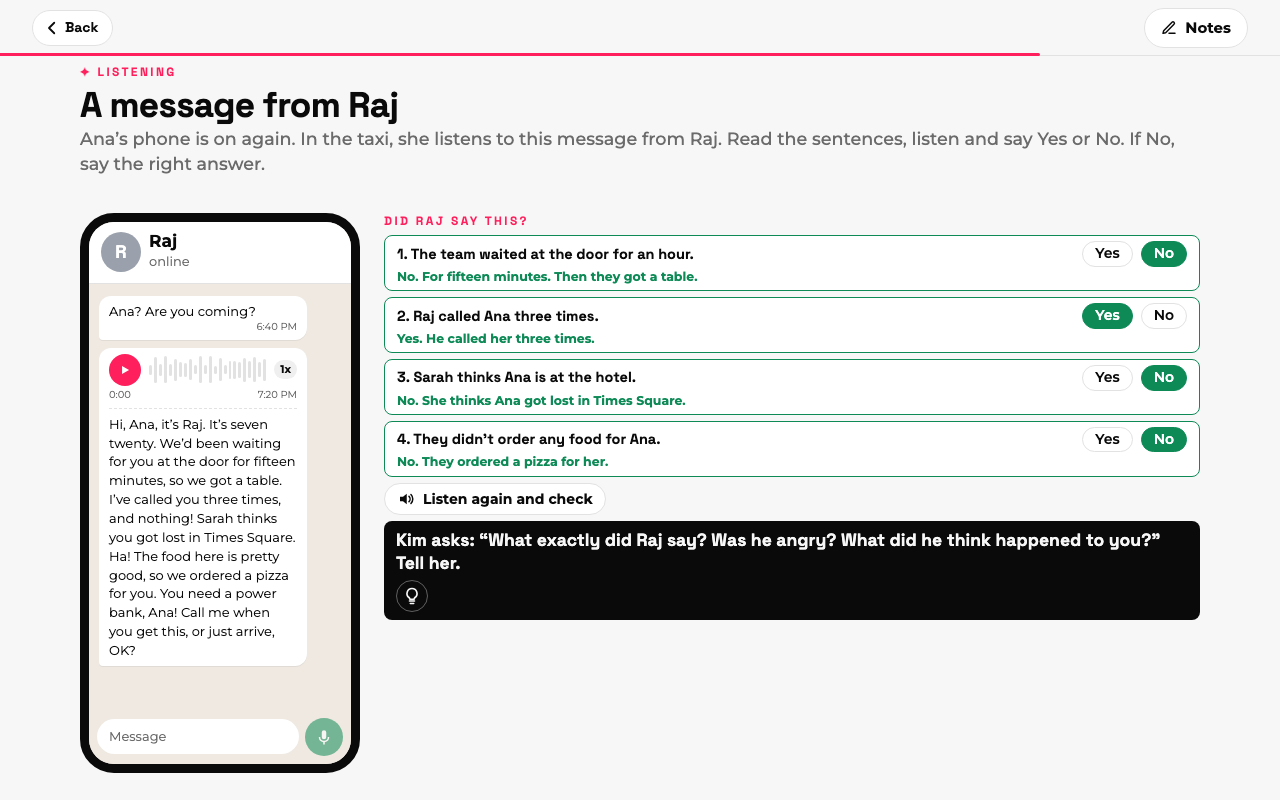 Back
Notes
✦ LISTENING
A message from Raj
Ana’s phone is on again. In the taxi, she listens to this message from Raj. Read the sentences, listen and say Yes or No. If No,
say the right answer.
R
Raj
online
Ana? Are you coming?
6:40 PM
1x
0:00
7:20 PM
Hi, Ana, it’s Raj. It’s seven
twenty. We’d been waiting
for you at the door for fifteen
minutes, so we got a table.
I’ve called you three times,
and nothing! Sarah thinks
you got lost in Times Square.
Ha! The food here is pretty
good, so we ordered a pizza
for you. You need a power
bank, Ana! Call me when
you get this, or just arrive,
OK?
Message
DID RAJ SAY THIS?
1. The team waited at the door for an hour.
Yes
No
No. For fifteen minutes. Then they got a table.
2. Raj called Ana three times.
Yes
No
Yes. He called her three times.
3. Sarah thinks Ana is at the hotel.
Yes
No
No. She thinks Ana got lost in Times Square.
4. They didn’t order any food for Ana.
Yes
No
No. They ordered a pizza for her.
Listen again and check
Kim asks: “What exactly did Raj say? Was he angry? What did he think happened to you?”
Tell her.